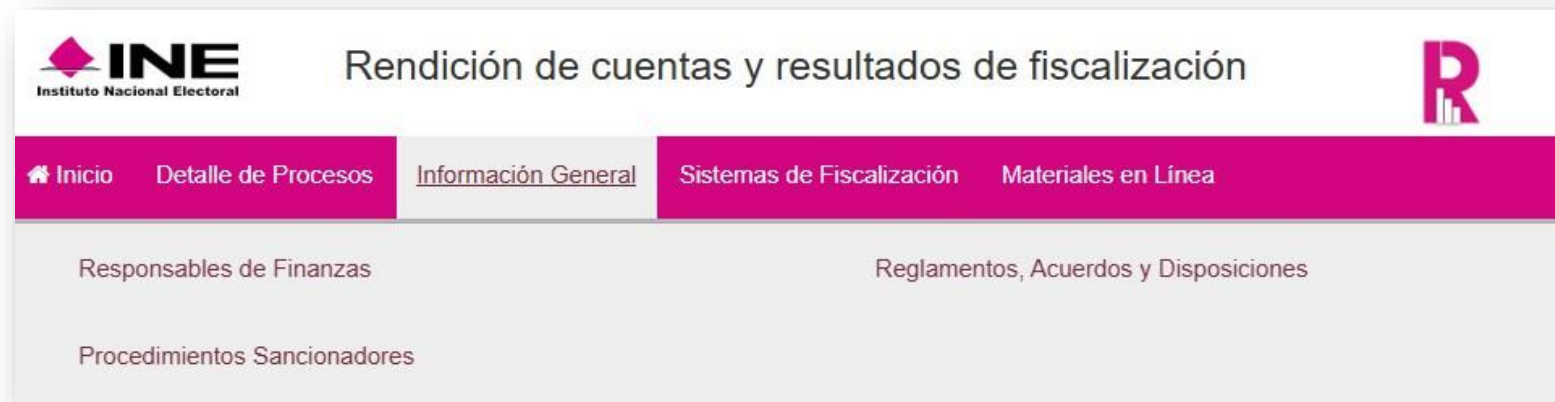 INE
Instituto Nacional Electoral
Rendición de cuentas y resultados de fiscalización
R
Inicio Detalle de Procesos Información General Sistemas de Fiscalización Materiales en Línea
Responsables de Finanzas Reglamentos, Acuerdos y Disposiciones
Procedimientos Sancionadores